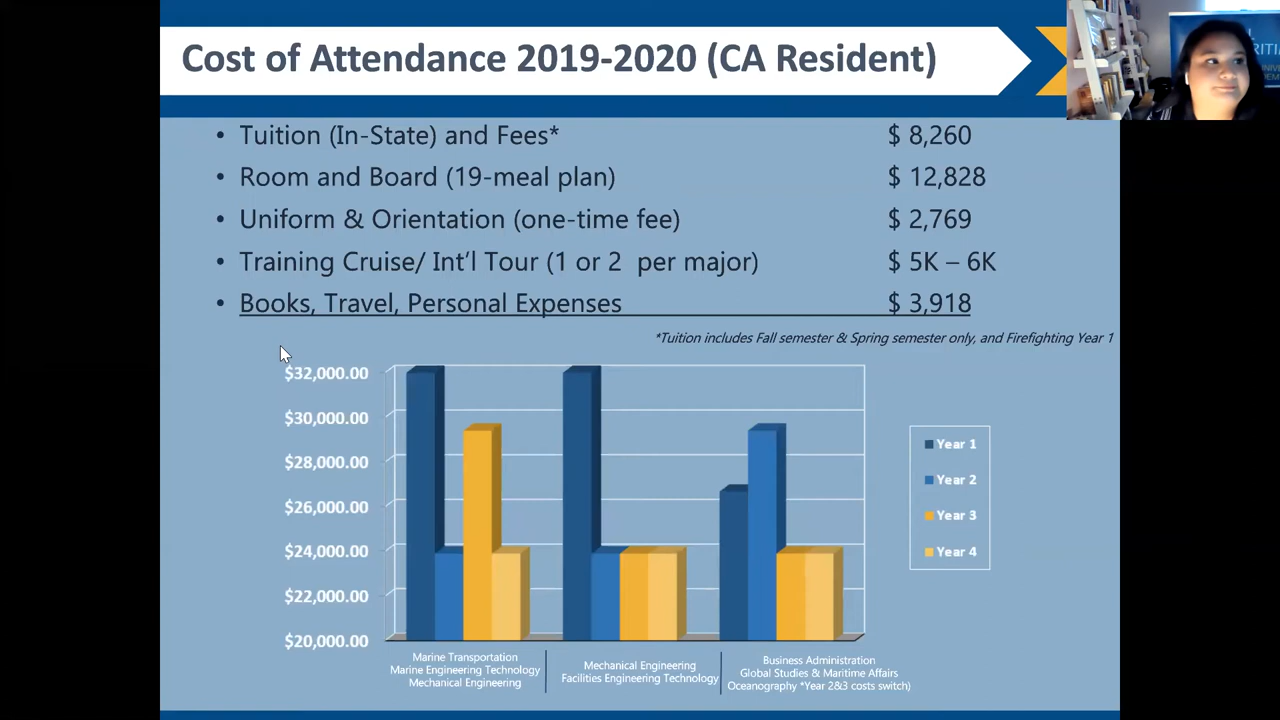 Cost of Attendance 2019-2020 (CA Resident)
• Tuition (In-State) and Fees* $ 8,260
• Room and Board (19-meal plan) $ 12,828
• Uniform & Orientation (one-time fee) $ 2,769
• Training Cruise/ Int'l Tour (1 or 2 per major) $ 5K – 6K
• Books, Travel, Personal Expenses $ 3,918
*Tuition includes Fall semester & Spring semester only, and Firefighting Year 1
$32,000.00
$30,000.00
$28,000.00
$26,000.00
$24,000.00
$22,000.00
$20,000.00
Year 1
Year 2
Year 3
Year 4
Marine Transportation
Marine Engineering Technology
Mechanical Engineering
Mechanical Engineering
Facilities Engineering Technology
Business Administration
Global Studies & Maritime Affairs
Oceanography *Year 2&3 costs switch)